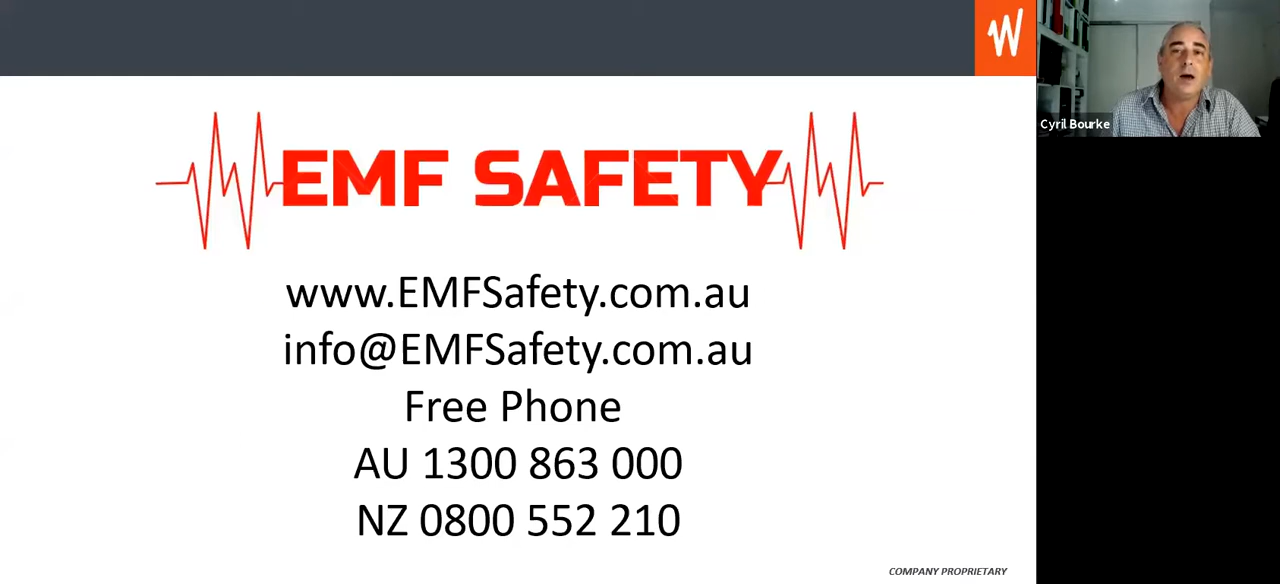 W
Cyril Bourke
EMF SAFETY
www.EMFSafety.com.au
info@EMFSafety.com.au
Free Phone
AU 1300 863 000
NZ 0800 552 210
COMPANY PROPRIETARY